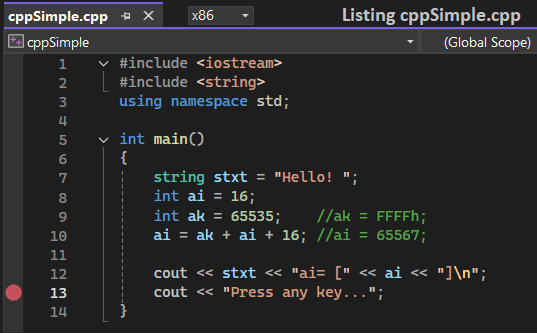 cppSimple.cpp x86 Listing cppSimple.cpp
cppSimple (Global Scope)
1 #include <iostream>
2 #include <string>
3 using namespace std;
4
5 int main()
6 {
7 string stxt = "Hello! ";
8 int ai = 16;
9 int ak = 65535; //ak = FFFFh;
10 ai = ak + ai + 16; //ai = 65567;
11
12 cout << stxt << "ai= [" << ai << "]\n";
13 cout << "Press any key...";
14 }